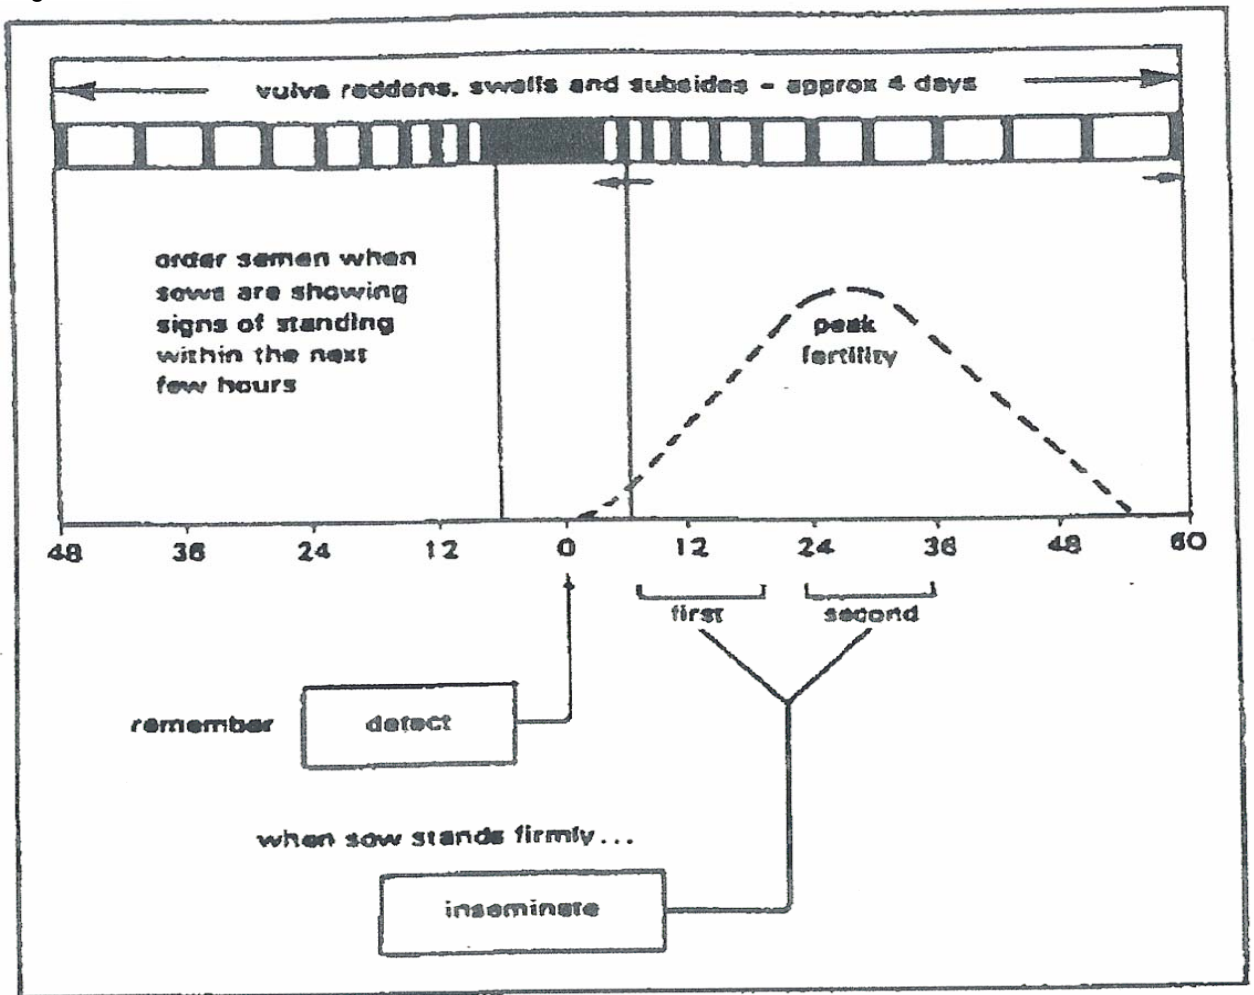 vulva reddens, swells and subsides - approx 4 days
order semen when
sows are showing
signs of standing
within the next
few hours
peak
fertility
48 36 24 12 0 12 24 36 48 60
first second
remember detect
when sow stands firmly...
inseminate